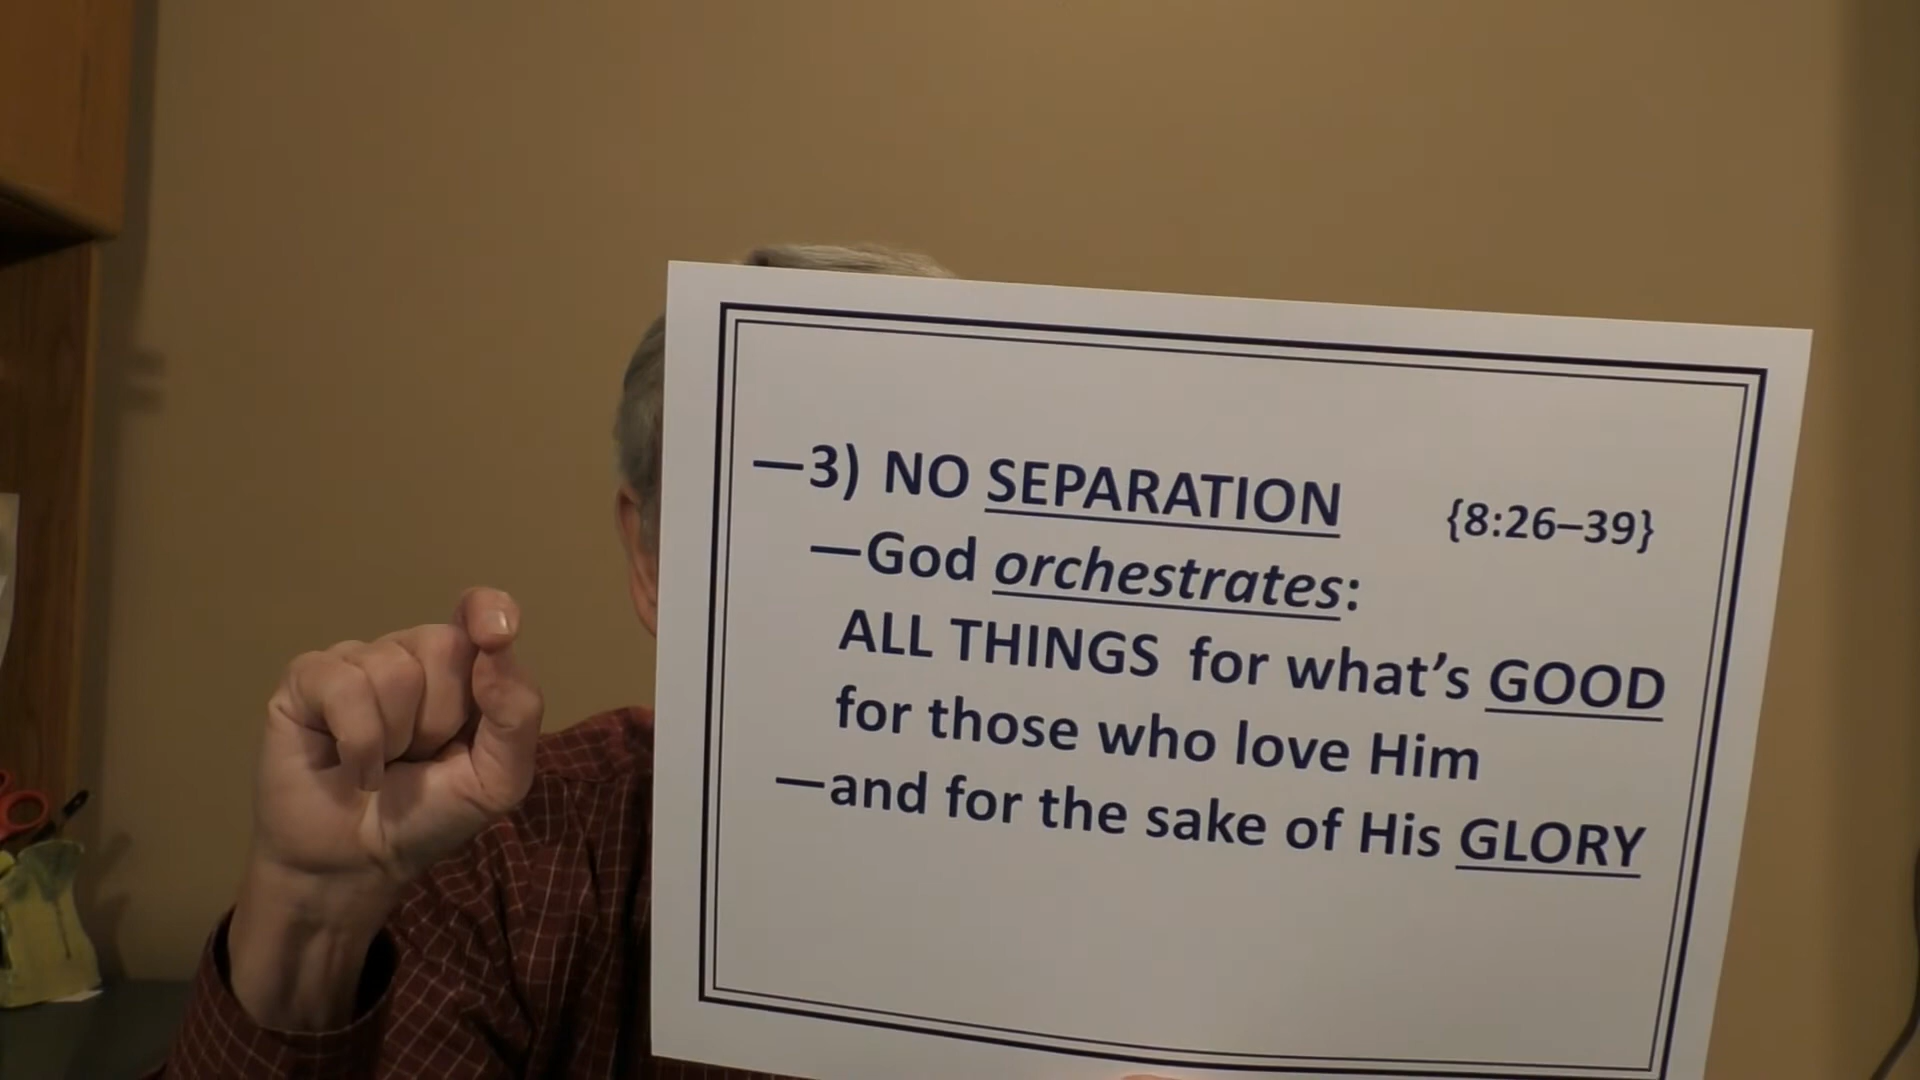 —3) NO SEPARATION {8:26–39}
—God orchestrates:
ALL THINGS for what's GOOD
for those who love Him
—and for the sake of His GLORY